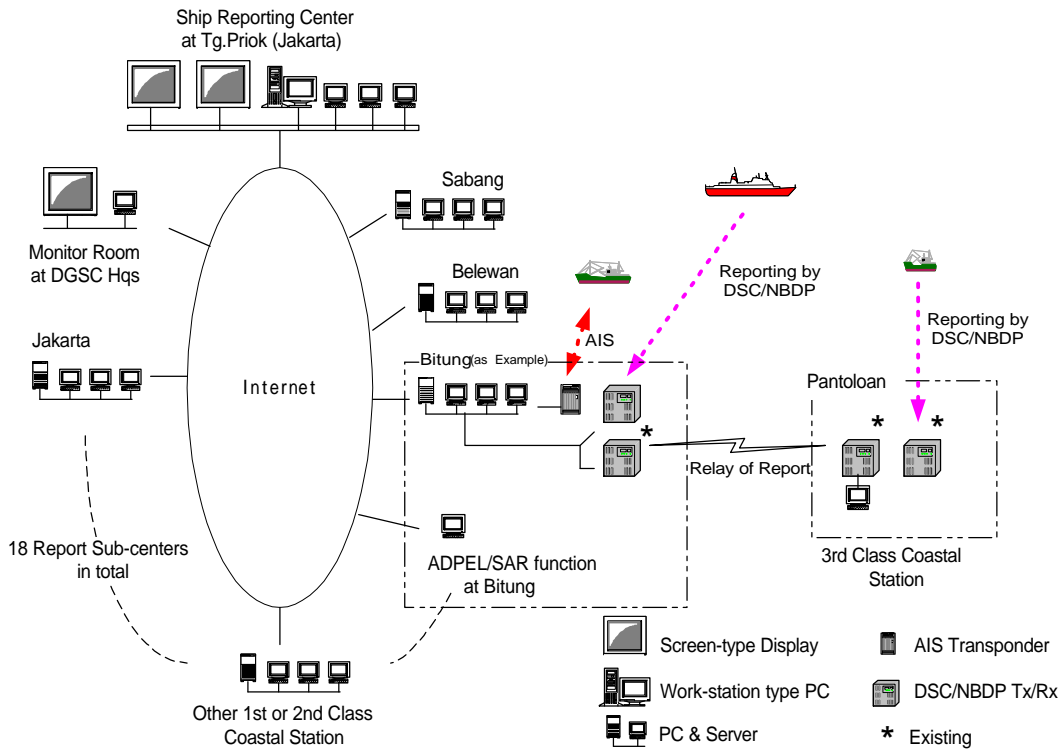 Ship Reporting Center
at Tg.Priok (Jakarta)
Sabang
Monitor Room
at DGSC Hqs
Belewan
Reporting by
DSC/NBDP
Reporting by
DSC/NBDP
AIS
Jakarta
Internet
Bitung(as Example)
Pantoloan
*
*
*
Relay of Report
18 Report Sub-centers
in total
ADPEL/SAR function
at Bitung
3rd Class Coastal
Station
Other 1st or 2nd Class
Coastal Station
Screen-type Display
AIS Transponder
Work-station type PC
DSC/NBDP Tx/Rx
PC & Server
* Existing